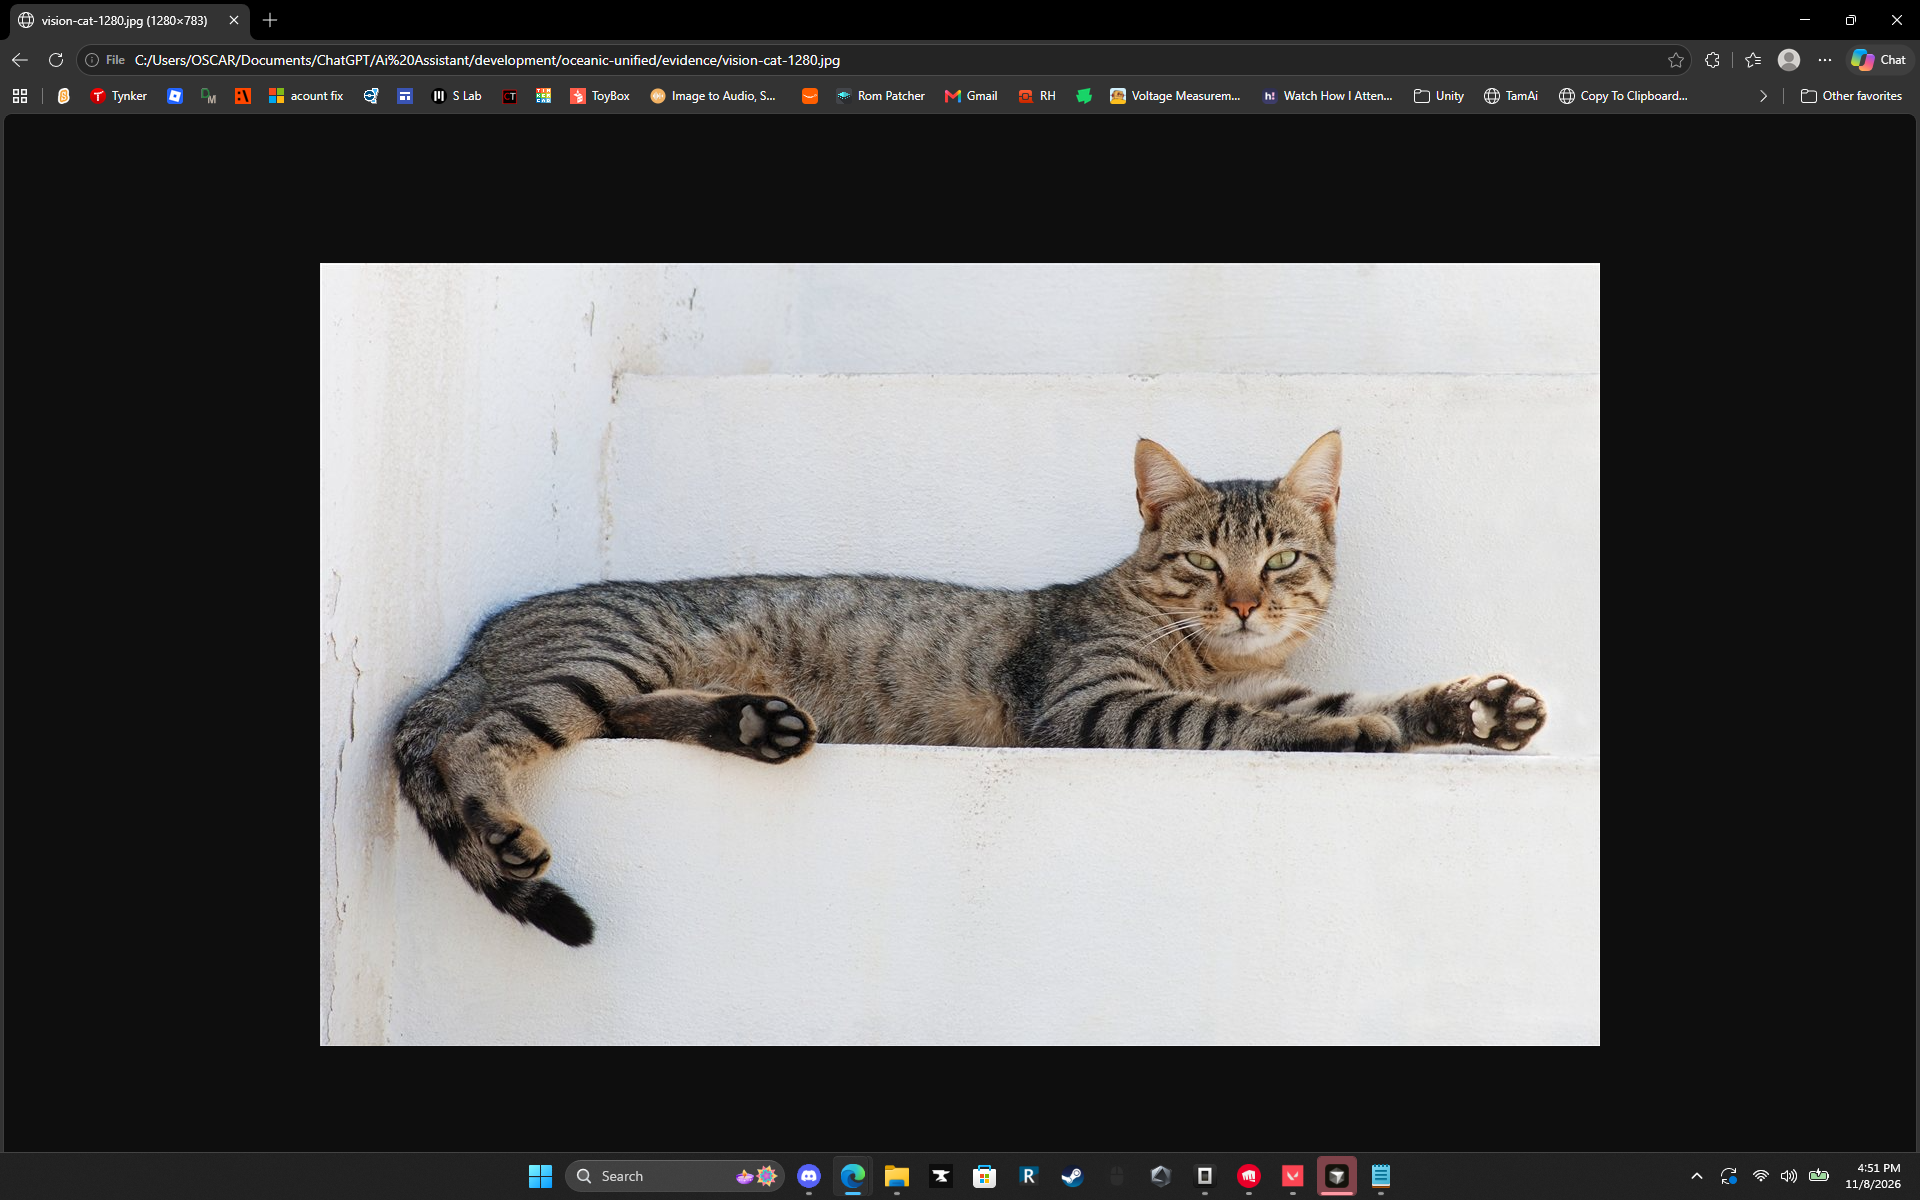 vision-cat-1280.jpg (1280×783)
File C:/Users/OSCAR/Documents/ChatGPT/Ai%20Assistant/development/oceanic-unified/evidence/vision-cat-1280.jpg
Chat
Tynker
acount fix
S Lab
ToyBox
Image to Audio, S...
Rom Patcher
Gmail
RH
Voltage Measurem...
Watch How I Atten...
Unity
TamAi
Copy To Clipboard...
Other favorites
Search
4:51 PM
11/8/2026